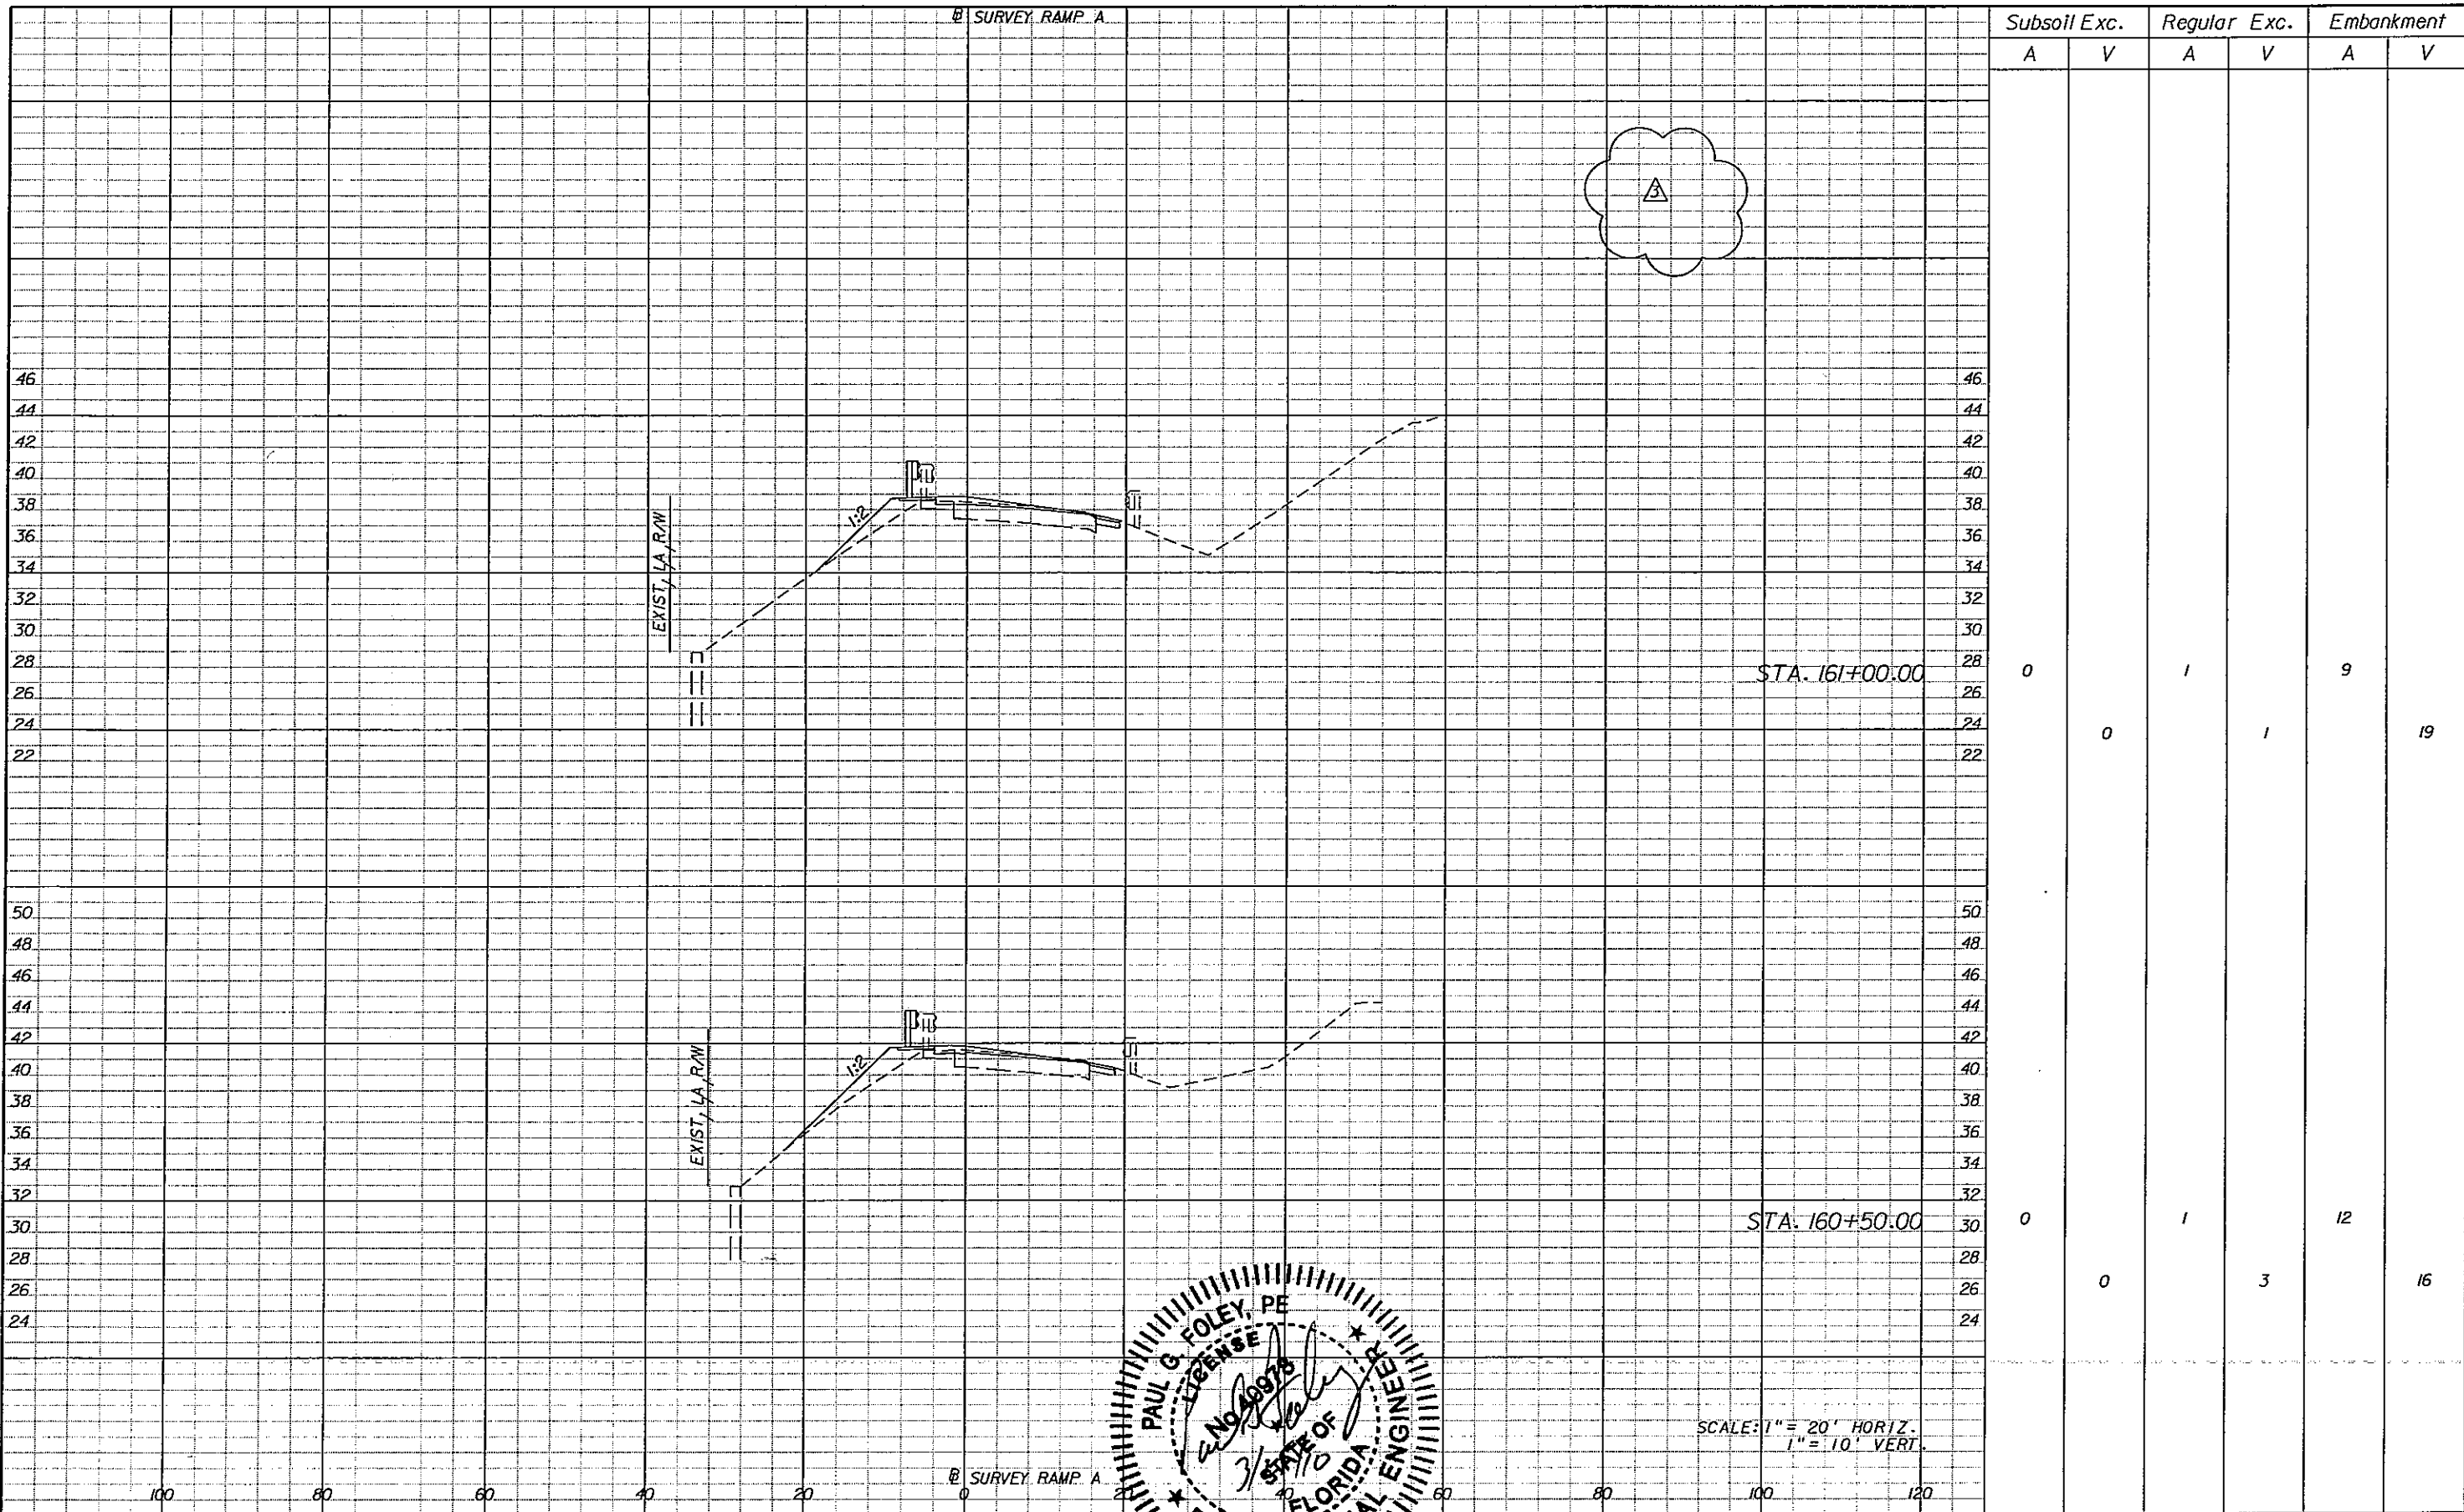 SURVEY RAMP A
Subsoil Exc. Regular Exc. Embankment
A V A V A V
3
46 46
44 44
42 42
40 40
38 38
36 36
34 34
32 32
30 30
28 28
26 26
24 24
22 22
1:2
EXIST. LA R/W
STA. 161+00.00 0 1 9
0 1 19
50 50
48 48
46 46
44 44
42 42
40 40
38 38
36 36
34 34
32 32
30 30
28 28
26 26
24 24
1:2
EXIST. LA R/W
STA. 160+50.00 0 1 12
0 3 16
PAUL G. FOLEY, PE
LICENSE
No 40978
STATE OF
FLORIDA
ENGINEER
SCALE: 1" = 20' HORIZ.
1" = 10' VERT.
SURVEY RAMP A
100 80 60 40 20 0 20 40 60 80 100 120